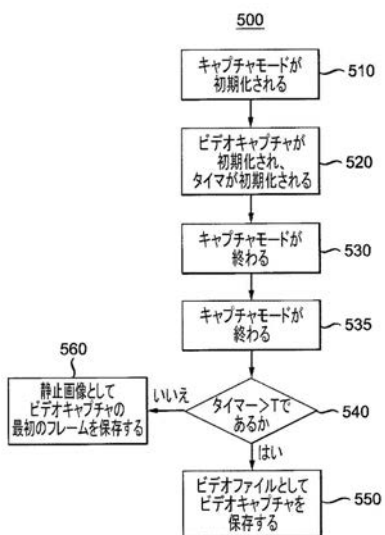 500
キャプチャモードが
初期化される
510
ビデオキャプチャが
初期化され、
タイマが初期化される
520
キャプチャモードが
終わる
530
キャプチャモードが
終わる
535
560
静止画像として
ビデオキャプチャの
最初のフレームを保存する
いいえ
タイマー>Tで
あるか
540
はい
ビデオファイルとして
ビデオキャプチャを
保存する
550